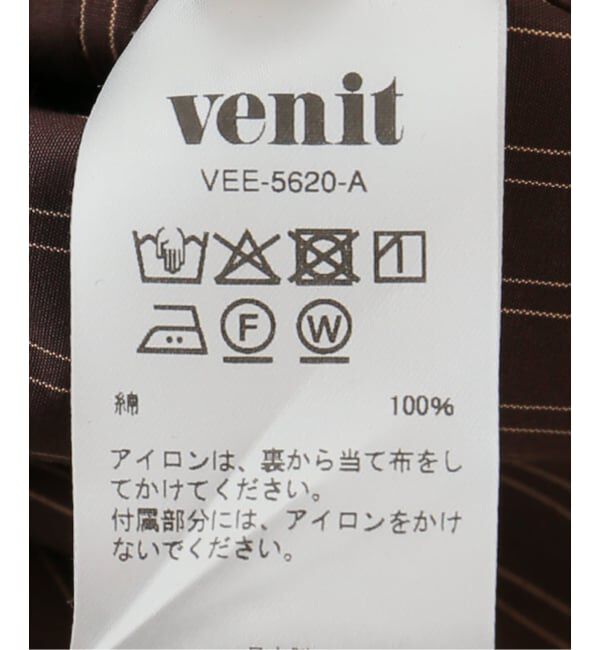 venit
VEE-5620-A
F W
綿 100%
アイロンは、裏から当て布をし
てかけてください。
付属部分には、アイロンをかけ
ないでください。